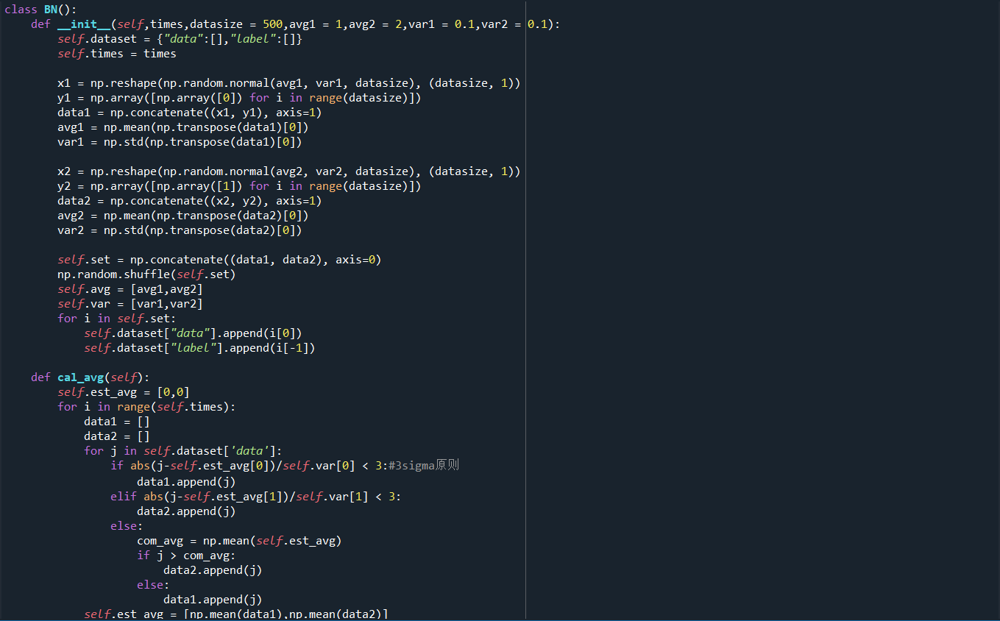 class BN():
    def __init__(self,times,datasize = 500,avg1 = 1,avg2 = 2,var1 = 0.1,var2 = 0.1):
        self.dataset = {"data":[],"label":[]}
        self.times = times
        x1 = np.reshape(np.random.normal(avg1, var1, datasize), (datasize, 1))
        y1 = np.array([np.array([0]) for i in range(datasize)])
        data1 = np.concatenate((x1, y1), axis=1)
        avg1 = np.mean(np.transpose(data1)[0])
        var1 = np.std(np.transpose(data1)[0])
        x2 = np.reshape(np.random.normal(avg2, var2, datasize), (datasize, 1))
        y2 = np.array([np.array([1]) for i in range(datasize)])
        data2 = np.concatenate((x2, y2), axis=1)
        avg2 = np.mean(np.transpose(data2)[0])
        var2 = np.std(np.transpose(data2)[0])
        self.set = np.concatenate((data1, data2), axis=0)
        np.random.shuffle(self.set)
        self.avg = [avg1,avg2]
        self.var = [var1,var2]
        for i in self.set:
            self.dataset["data"].append(i[0])
            self.dataset["label"].append(i[-1])
    def cal_avg(self):
        self.est_avg = [0,0]
        for i in range(self.times):
            data1 = []
            data2 = []
            for j in self.dataset['data']:
                if abs(j-self.est_avg[0])/self.var[0] < 3:#3sigma原则
                    data1.append(j)
                elif abs(j-self.est_avg[1])/self.var[1] < 3:
                    data2.append(j)
                else:
                    com_avg = np.mean(self.est_avg)
                    if j > com_avg:
                        data2.append(j)
                    else:
                        data1.append(j)
            self.est_avg = [np.mean(data1),np.mean(data2)]